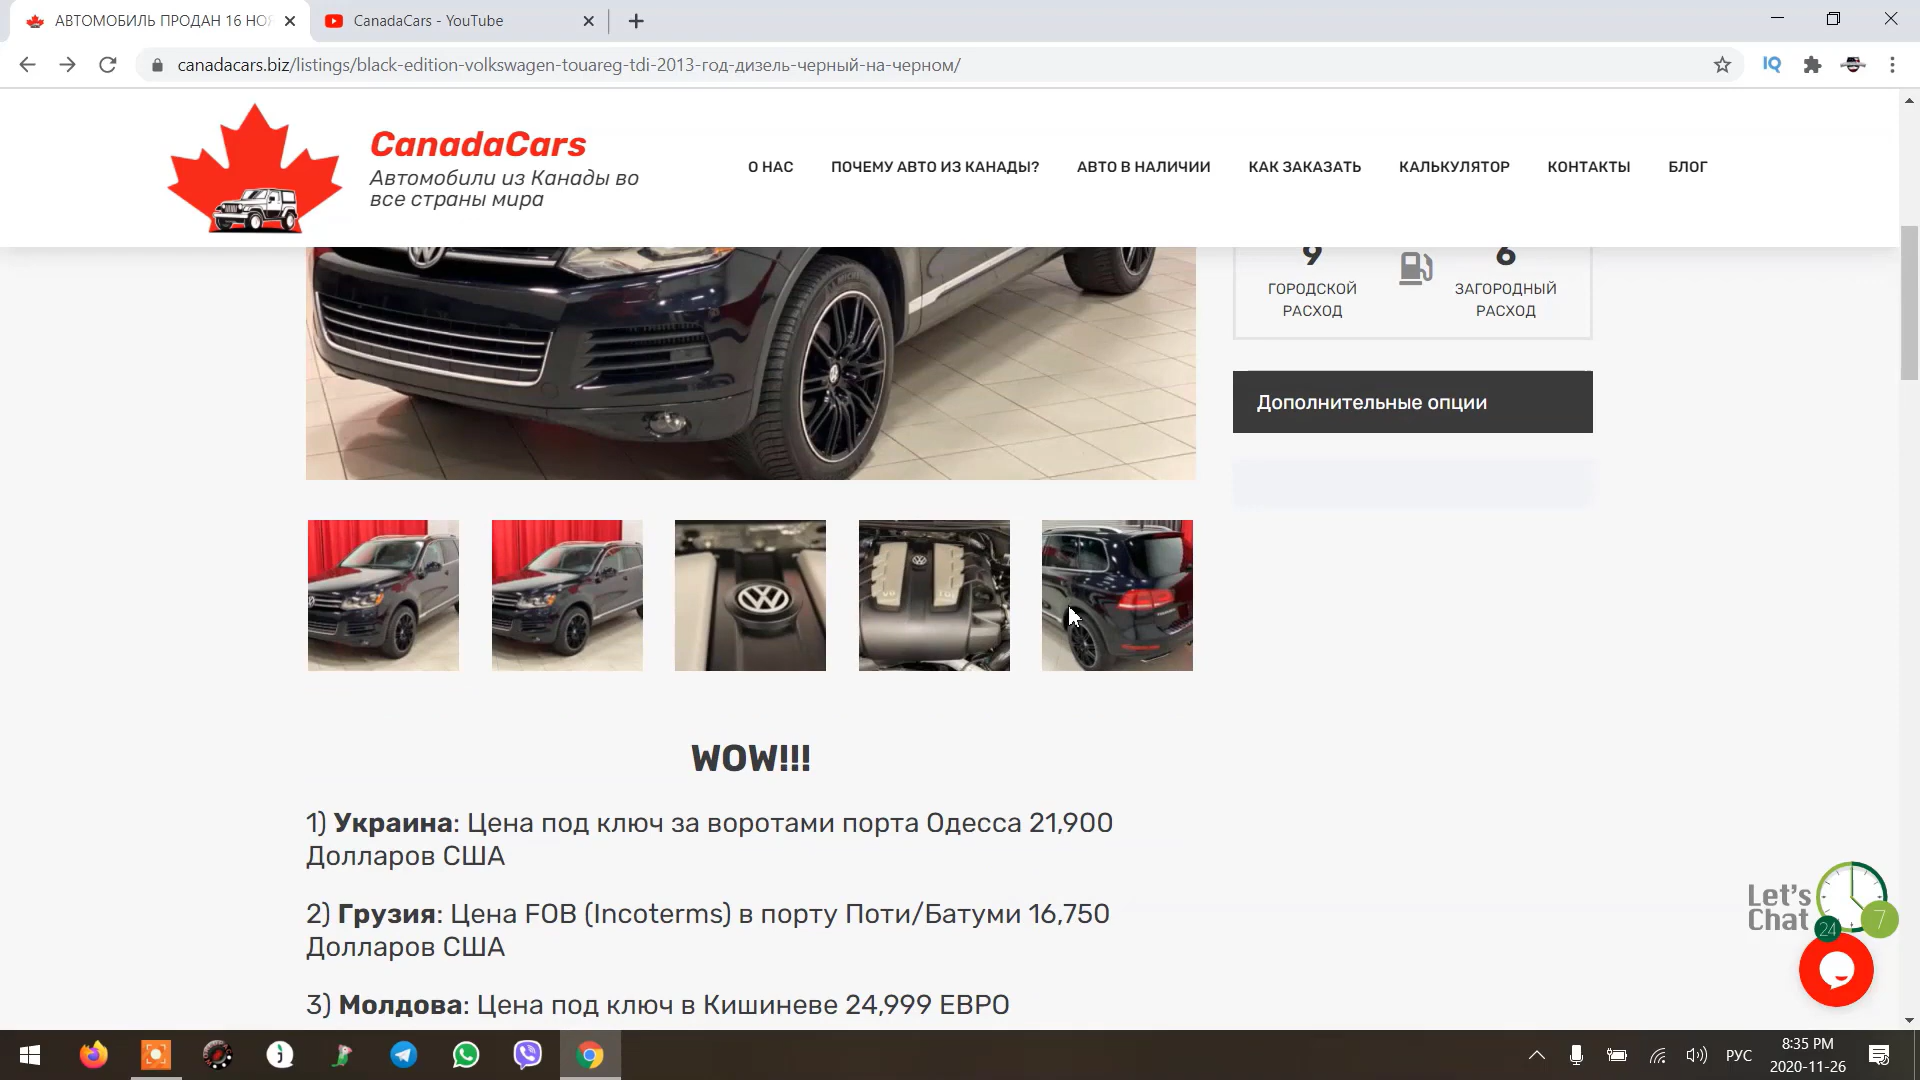 АВТОМОБИЛЬ ПРОДАН 16 НОЯ
CanadaCars - YouTube
canadacars.biz/listings/black-edition-volkswagen-touareg-tdi-2013-год-дизель-черный-на-черном/
IQ
CanadaCars
Автомобили из Канады во
все страны мира
О НАС
ПОЧЕМУ АВТО ИЗ КАНАДЫ?
АВТО В НАЛИЧИИ
КАК ЗАКАЗАТЬ
КАЛЬКУЛЯТОР
КОНТАКТЫ
БЛОГ
9
6
ГОРОДСКОЙ
РАСХОД
ЗАГОРОДНЫЙ
РАСХОД
Дополнительные опции
WOW!!!
1) Украина: Цена под ключ за воротами порта Одесса 21,900
Долларов США
2) Грузия: Цена FOB (Incoterms) в порту Поти/Батуми 16,750
Долларов США
3) Молдова: Цена под ключ в Кишиневе 24,999 ЕВРО
Let's
Chat
24
7
РУС
8:35 PM
2020-11-26